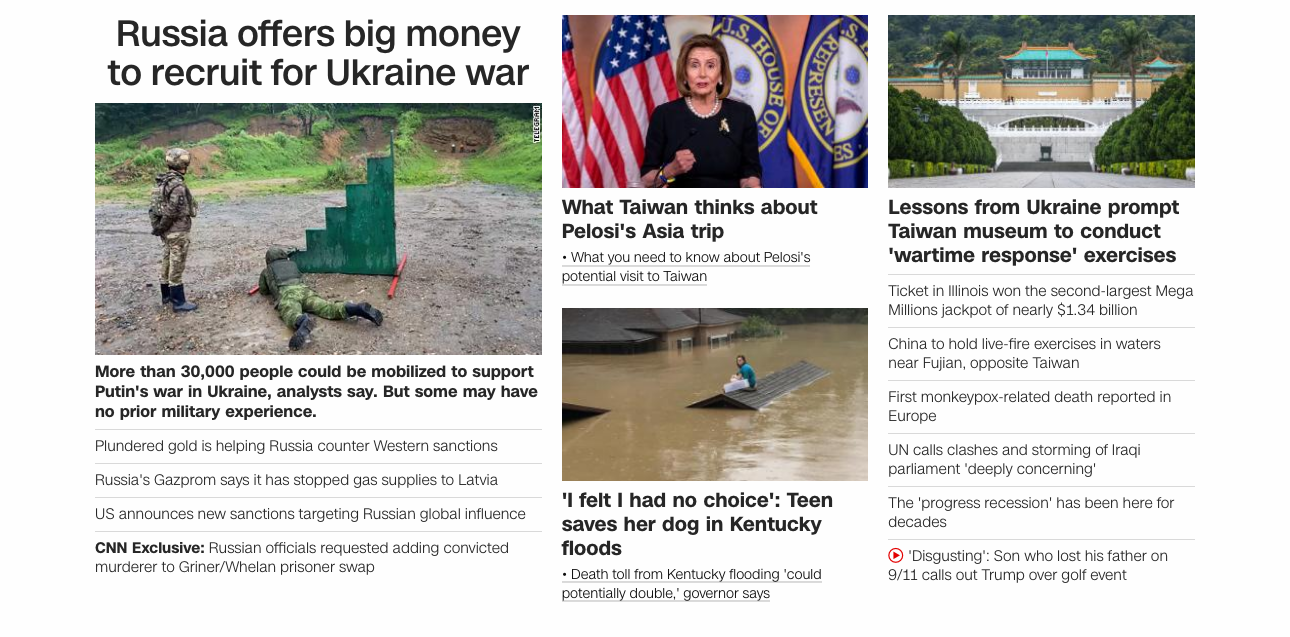 Russia offers big money
to recruit for Ukraine war
TELEGRAM
More than 30,000 people could be mobilized to support
Putin's war in Ukraine, analysts say. But some may have
no prior military experience.
Plundered gold is helping Russia counter Western sanctions
Russia's Gazprom says it has stopped gas supplies to Latvia
US announces new sanctions targeting Russian global influence
CNN Exclusive: Russian officials requested adding convicted
murderer to Griner/Whelan prisoner swap
U.S. HOUSE OF
REPRESEN
ES
U.S.
What Taiwan thinks about
Pelosi's Asia trip
• What you need to know about Pelosi's
potential visit to Taiwan
'I felt I had no choice': Teen
saves her dog in Kentucky
floods
• Death toll from Kentucky flooding 'could
potentially double,' governor says
Lessons from Ukraine prompt
Taiwan museum to conduct
'wartime response' exercises
Ticket in Illinois won the second-largest Mega
Millions jackpot of nearly $1.34 billion
China to hold live-fire exercises in waters
near Fujian, opposite Taiwan
First monkeypox-related death reported in
Europe
UN calls clashes and storming of Iraqi
parliament 'deeply concerning'
The 'progress recession' has been here for
decades
'Disgusting': Son who lost his father on
9/11 calls out Trump over golf event